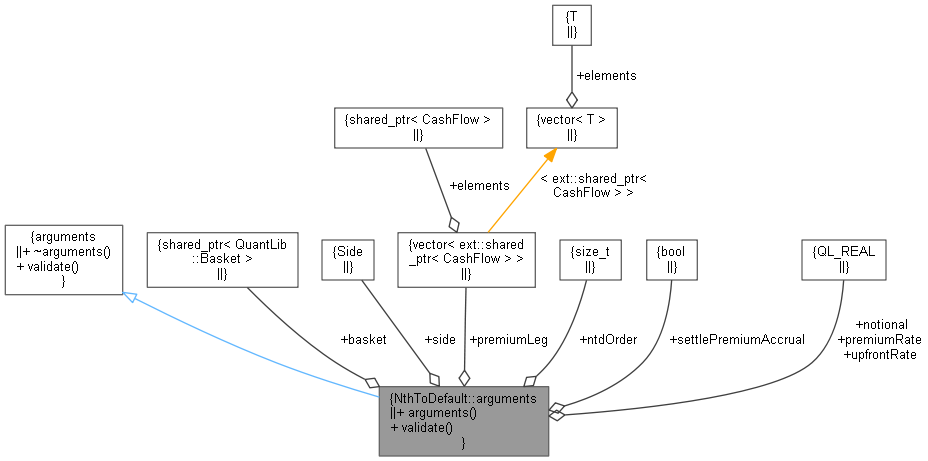 {T
||}
+elements
{shared_ptr< CashFlow >
||}
{vector< T >
||}
+elements
< ext::shared_ptr<
CashFlow > >
{arguments
||+ ~arguments()
+ validate()
}
{shared_ptr< QuantLib
::Basket >
||}
{Side
||}
{vector< ext::shared
_ptr< CashFlow > >
||}
{size_t
||}
{bool
||}
{QL_REAL
||}
+basket
+side
+premiumLeg
+ntdOrder
+settlePremiumAccrual
+notional
+premiumRate
+upfrontRate
{NthToDefault::arguments
||+ arguments()
+ validate()
}